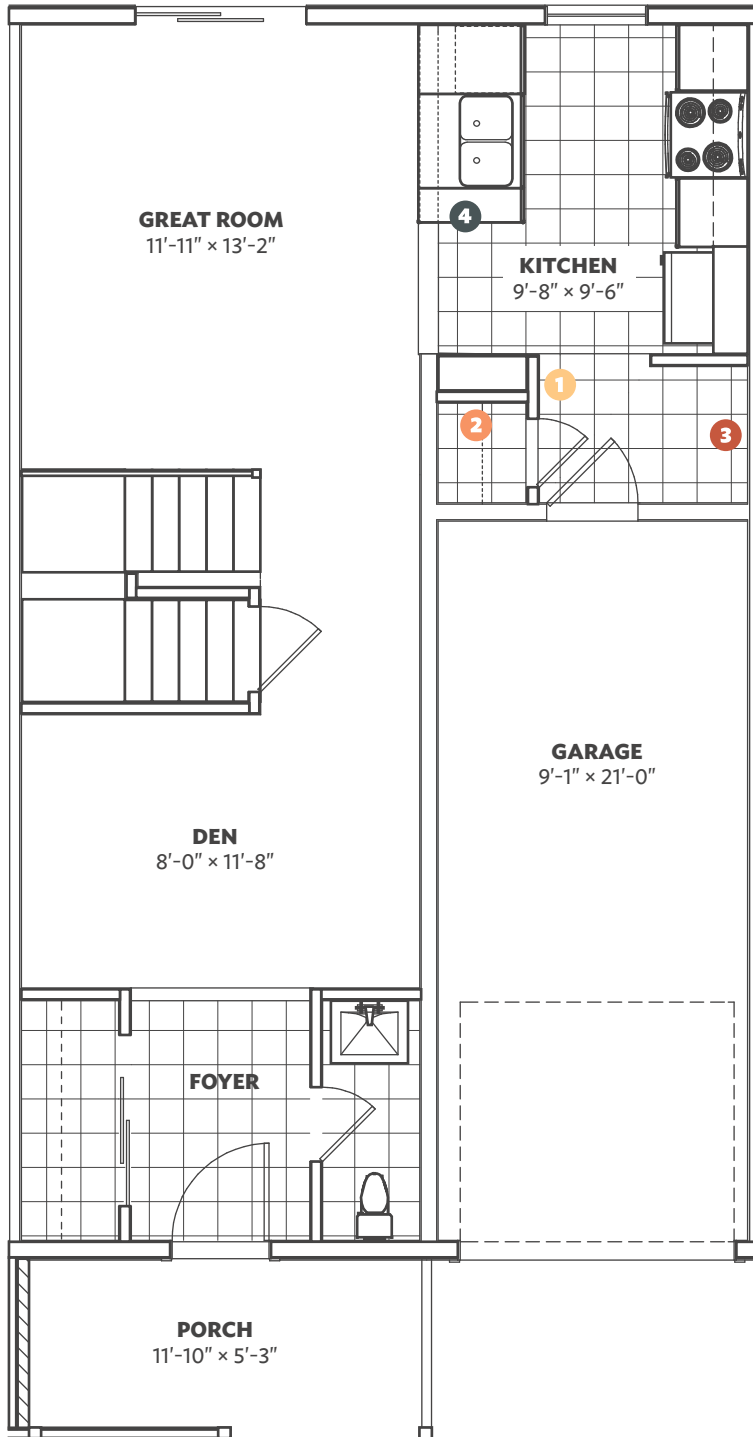 GREAT ROOM
11'-11" × 13'-2"
4
KITCHEN
9'-8" × 9'-6"
1
2
3
GARAGE
9'-1" × 21'-0"
DEN
8'-0" × 11'-8"
FOYER
PORCH
11'-10" × 5'-3"